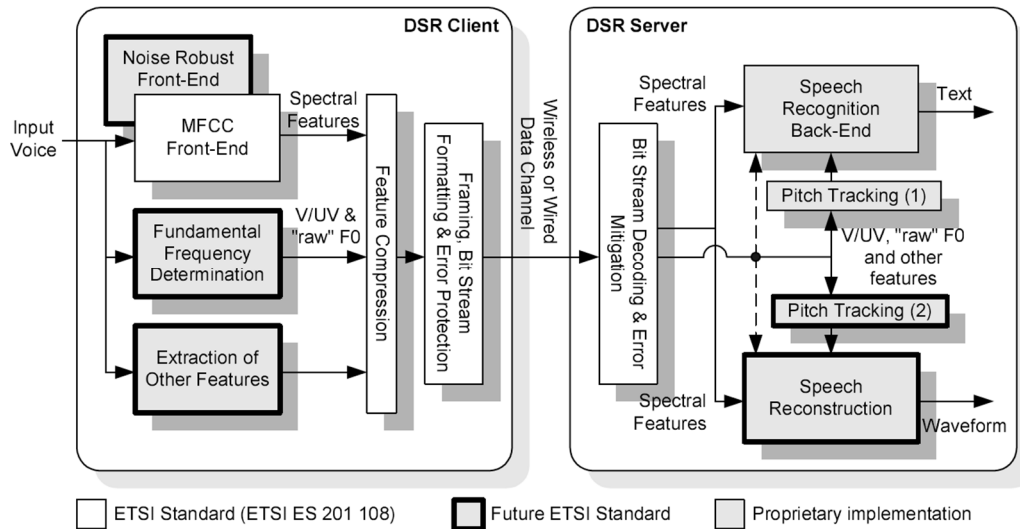 DSR Client
DSR Server
Noise Robust
Front-End
MFCC
Front-End
Spectral
Features
Input
Voice
Fundamental
Frequency
Determination
V/UV &
"raw" F0
Extraction of
Other Features
Feature Compression
Framing, Bit Stream
Formatting & Error Protection
Wireless or Wired
Data Channel
Bit Stream Decoding & Error
Mitigation
Spectral
Features
Speech
Recognition
Back-End
Text
Pitch Tracking (1)
V/UV, "raw" F0
and other
features
Pitch Tracking (2)
Spectral
Features
Speech
Reconstruction
Waveform
ETSI Standard (ETSI ES 201 108)
Future ETSI Standard
Proprietary implementation